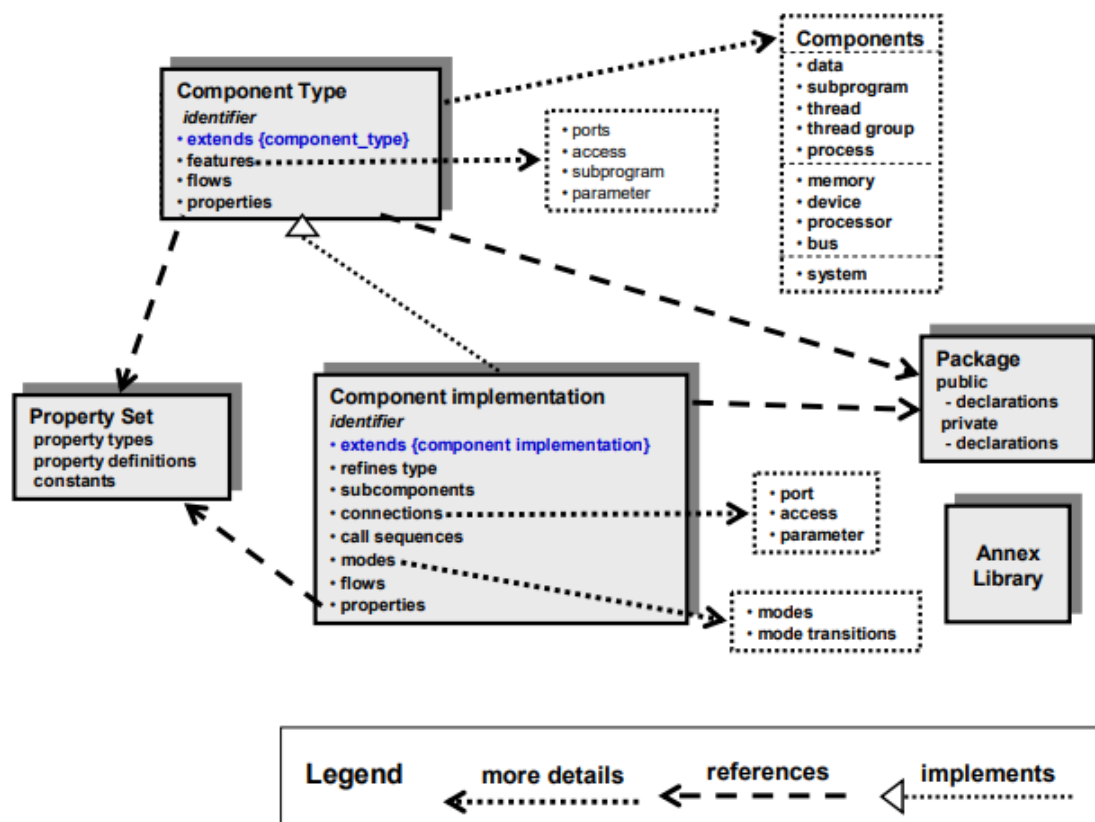 Component Type
identifier
• extends {component_type}
• features
• flows
• properties
• ports
• access
• subprogram
• parameter
Components
• data
• subprogram
• thread
• thread group
• process
• memory
• device
• processor
• bus
• system
Property Set
property types
property definitions
constants
Component implementation
identifier
• extends {component implementation}
• refines type
• subcomponents
• connections
• call sequences
• modes
• flows
• properties
Package
public
- declarations
private
- declarations
• port
• access
• parameter
• modes
• mode transitions
Annex
Library
Legend
more details
references
implements